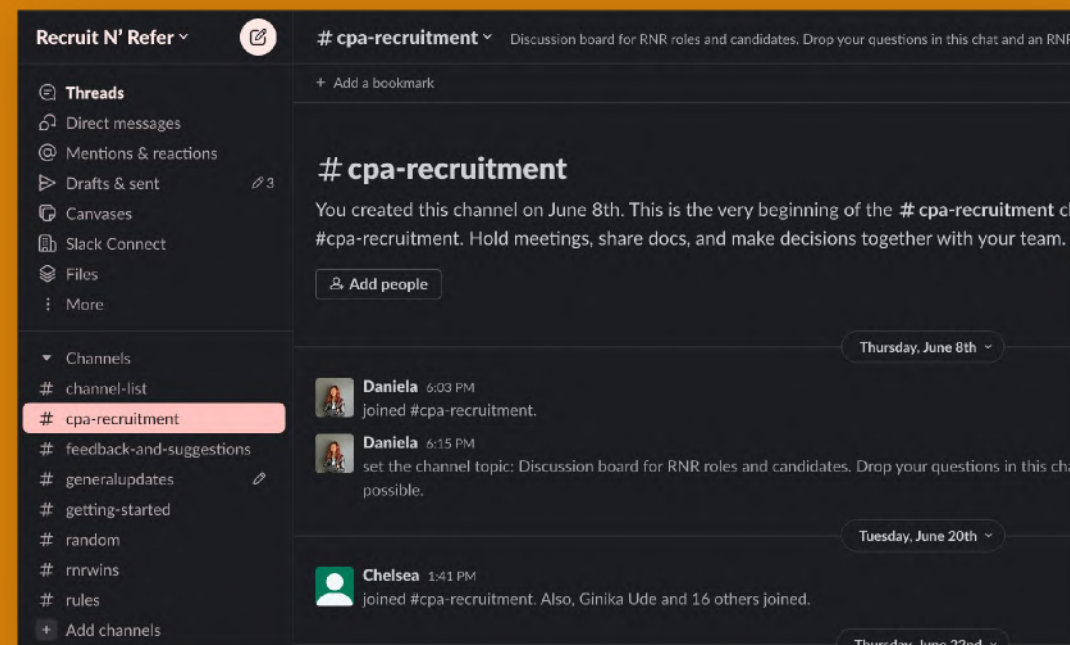 Recruit N' Refer
Threads
Direct messages
Mentions & reactions
Drafts & sent 3
Canvases
Slack Connect
Files
More
Channels
# channel-list
# cpa-recruitment
# feedback-and-suggestions
# generalupdates
# getting-started
# random
# rnrwins
# rules
+ Add channels
# cpa-recruitment Discussion board for RNR roles and candidates. Drop your questions in this chat and an RNR
+ Add a bookmark
# cpa-recruitment
You created this channel on June 8th. This is the very beginning of the # cpa-recruitment
#cpa-recruitment. Hold meetings, share docs, and make decisions together with your team.
Add people
Thursday, June 8th
Daniela 6:03 PM
joined #cpa-recruitment.
Daniela 6:15 PM
set the channel topic: Discussion board for RNR roles and candidates. Drop your questions in this
possible.
Tuesday, June 20th
Chelsea 1:41 PM
joined #cpa-recruitment. Also, Ginika Ude and 16 others joined.
Thursday, June 22nd